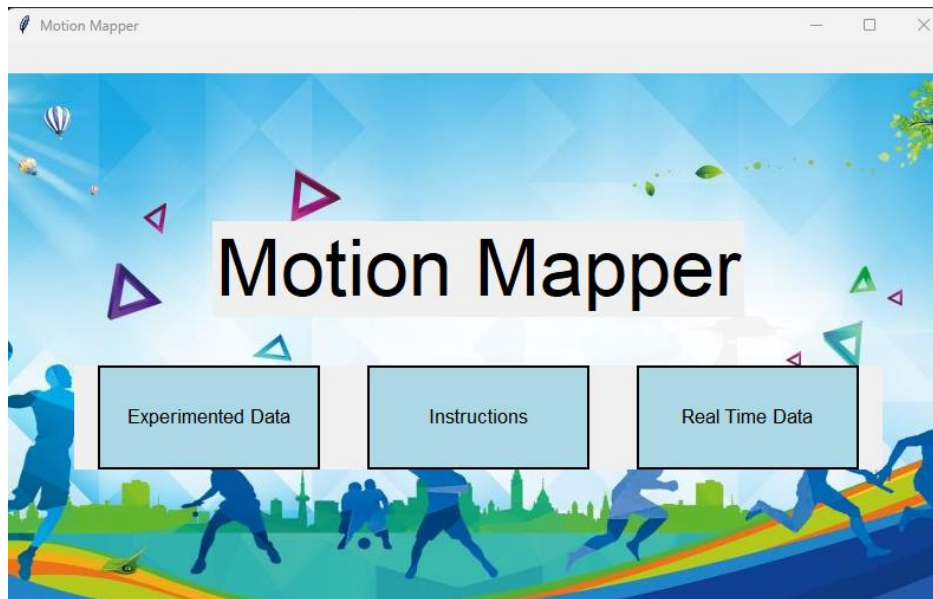 Motion Mapper
Motion Mapper
Experimented Data
Instructions
Real Time Data